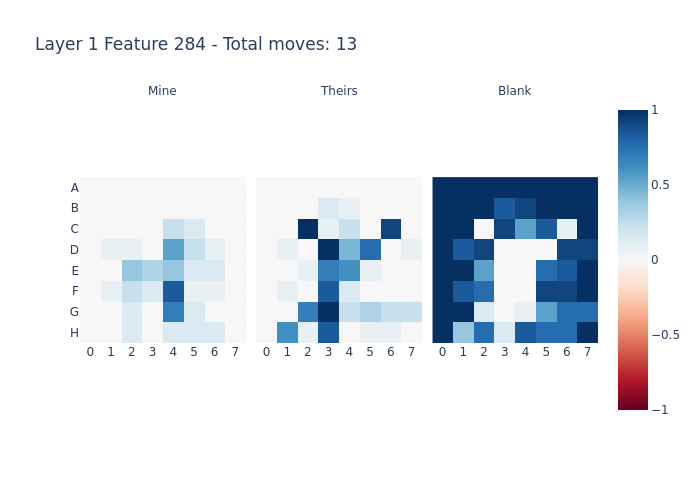 Layer 1 Feature 284 - Total moves: 13
Mine Theirs Blank
A
B
C
D
E
F
G
H
0 1 2 3 4 5 6 7 0 1 2 3 4 5 6 7 0 1 2 3 4 5 6 7
1
0.5
0
−0.5
−1